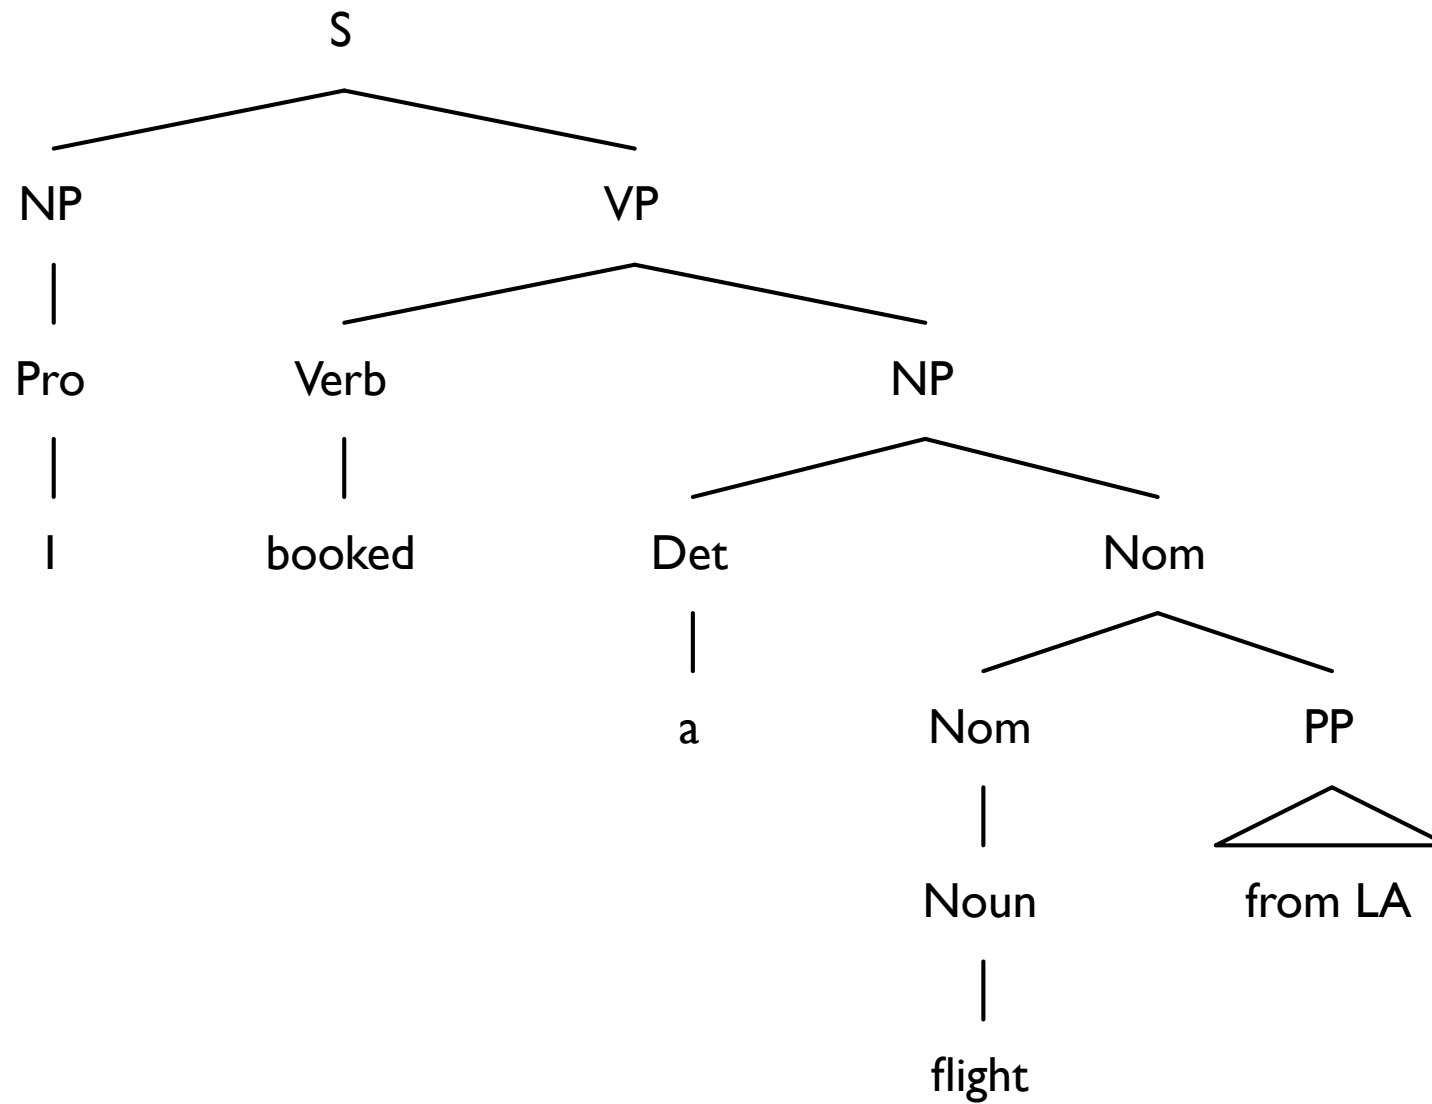 S
NP VP
Pro Verb NP
I booked Det Nom
a Nom PP
Noun from LA
flight